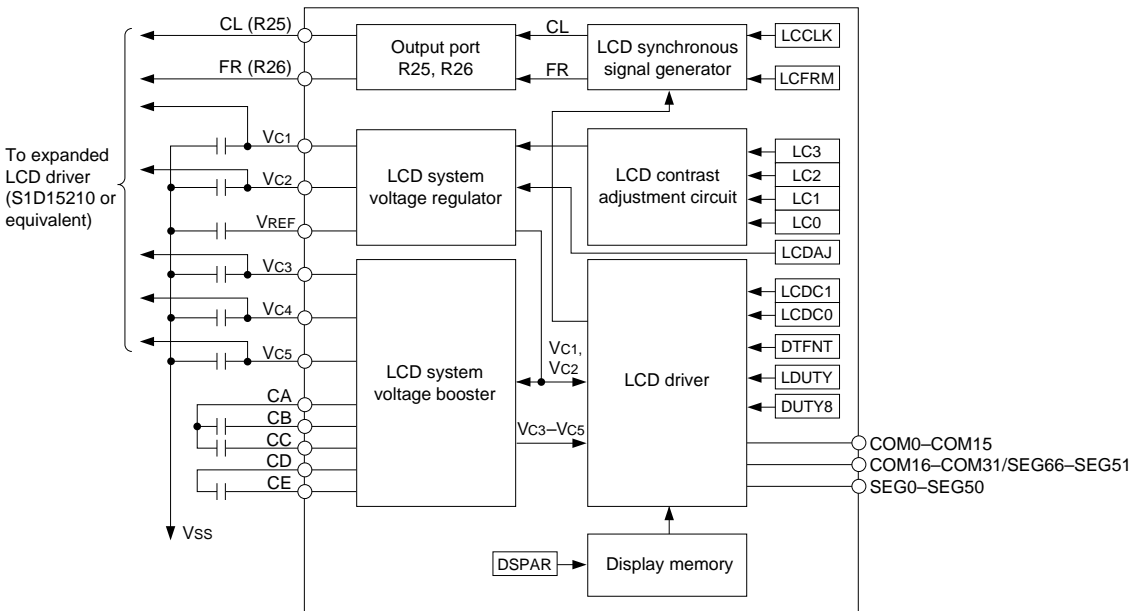 CL (R25)
FR (R26)
Output port
R25, R26
CL
FR
LCD synchronous
signal generator
LCCLK
LCFRM
To expanded
LCD driver
(S1D15210 or
equivalent)
VC1
VC2
VREF
VC3
VC4
VC5
CA
CB
CC
CD
CE
VSS
LCD system
voltage regulator
LCD contrast
adjustment circuit
LC3
LC2
LC1
LC0
LCDAJ
LCD system
voltage booster
VC1,
VC2
VC3–VC5
LCD driver
LCDC1
LCDC0
DTFNT
LDUTY
DUTY8
COM0–COM15
COM16–COM31/SEG66–SEG51
SEG0–SEG50
DSPAR
Display memory